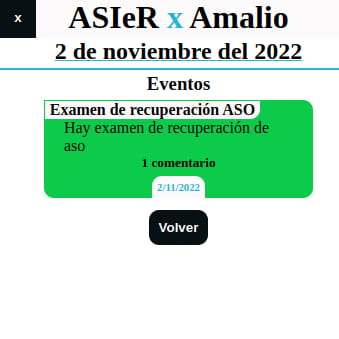 x
ASIeR x Amalio
2 de noviembre del 2022
Eventos
Examen de recuperación ASO
Hay examen de recuperación de
aso
1 comentario
2/11/2022
Volver